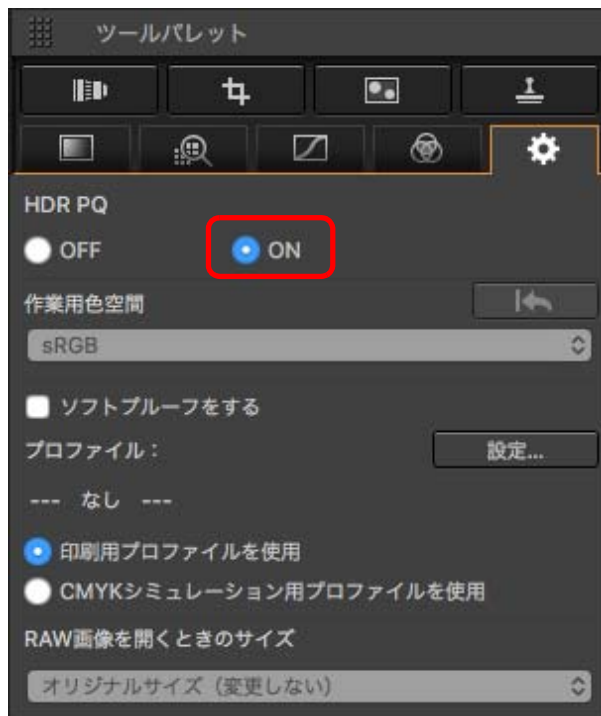 ツールパレット
HDR PQ
OFF ON
作業用色空間
sRGB
ソフトプルーフをする
プロファイル： 設定...
--- なし ---
印刷用プロファイルを使用
CMYKシミュレーション用プロファイルを使用
RAW画像を開くときのサイズ
オリジナルサイズ（変更しない）